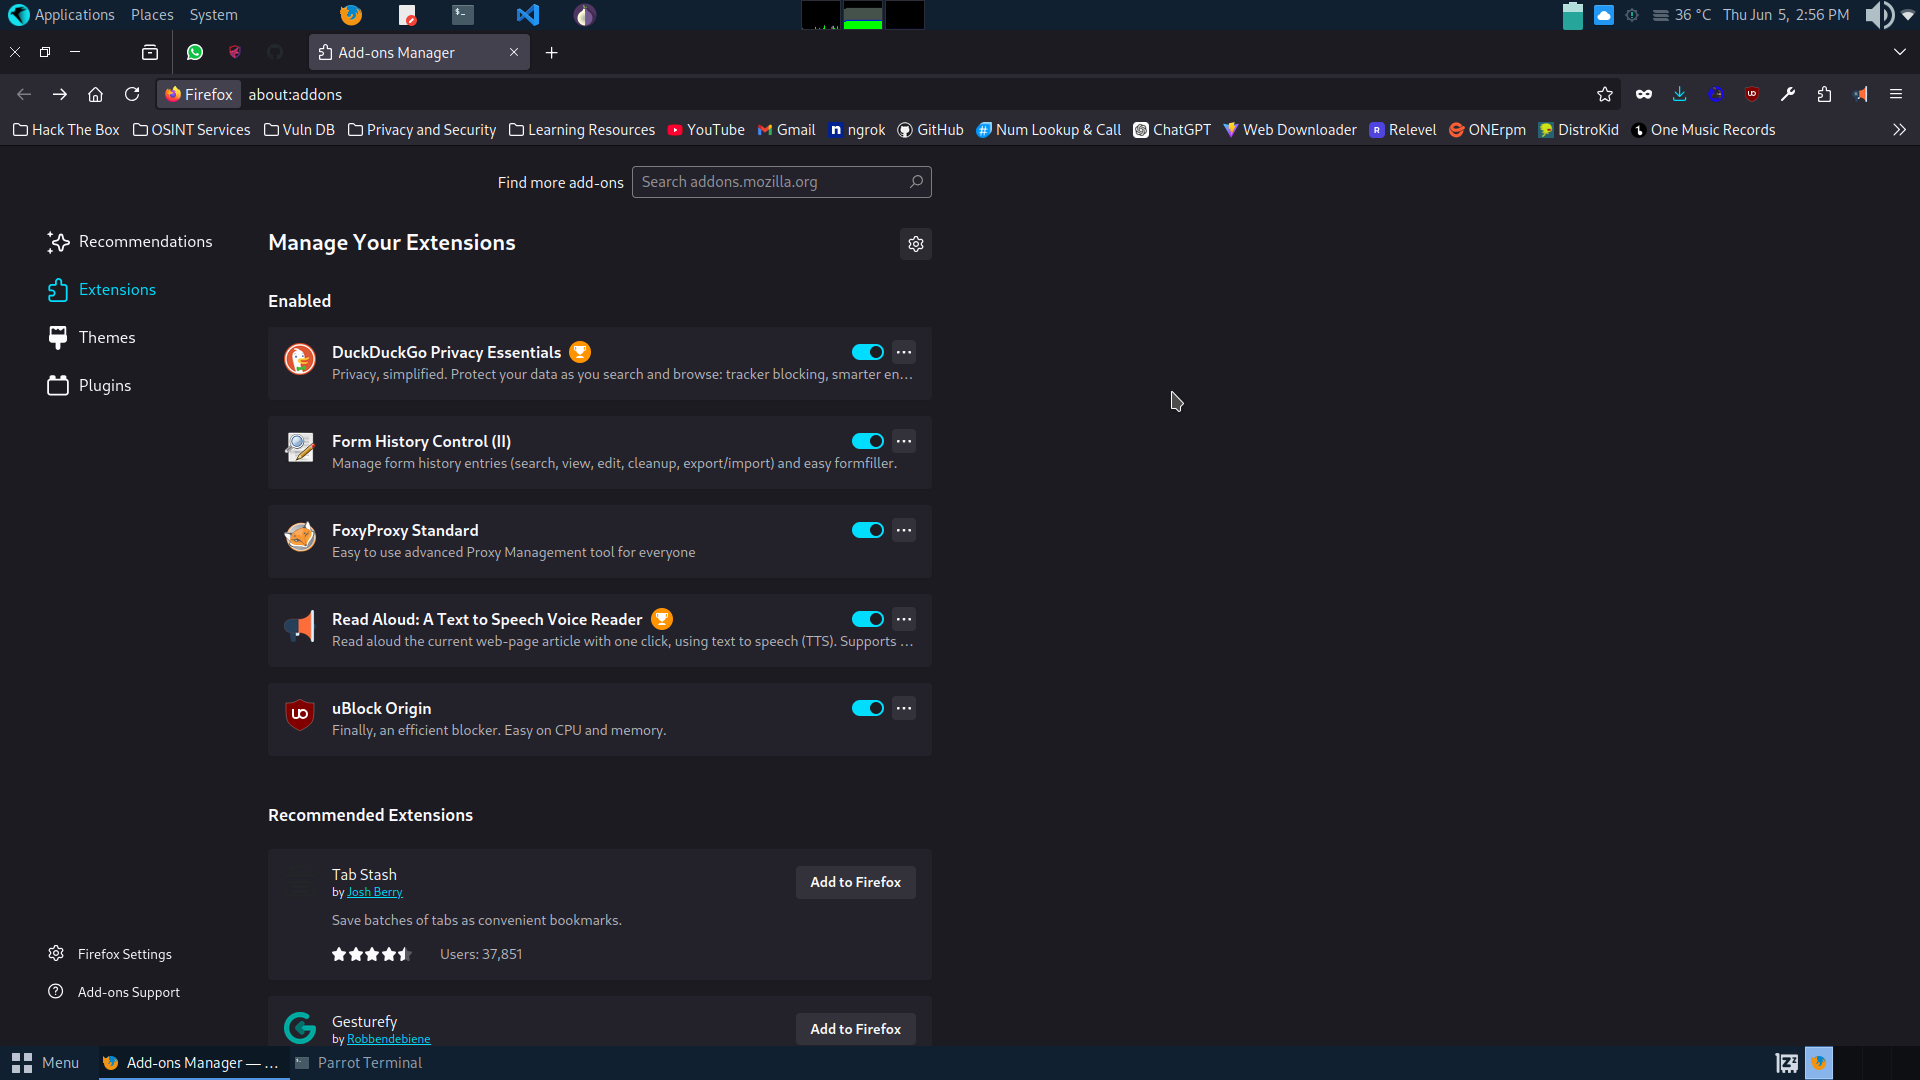 Applications Places System 36 °C Thu Jun 5, 2:56 PM
Add-ons Manager
Firefox about:addons
Hack The Box OSINT Services Vuln DB Privacy and Security Learning Resources YouTube Gmail ngrok GitHub Num Lookup & Call ChatGPT Web Downloader Relevel ONErpm DistroKid One Music Records
Find more add-ons Search addons.mozilla.org
Recommendations
Extensions
Themes
Plugins
Manage Your Extensions
Enabled
DuckDuckGo Privacy Essentials
Privacy, simplified. Protect your data as you search and browse: tracker blocking, smarter en...
Form History Control (II)
Manage form history entries (search, view, edit, cleanup, export/import) and easy formfiller.
FoxyProxy Standard
Easy to use advanced Proxy Management tool for everyone
Read Aloud: A Text to Speech Voice Reader
Read aloud the current web-page article with one click, using text to speech (TTS). Supports ...
uBlock Origin
Finally, an efficient blocker. Easy on CPU and memory.
Recommended Extensions
Tab Stash
by Josh Berry
Add to Firefox
Save batches of tabs as convenient bookmarks.
Users: 37,851
Gesturefy
by Robbendebiene
Add to Firefox
Firefox Settings
Add-ons Support
Menu Add-ons Manager — ... Parrot Terminal